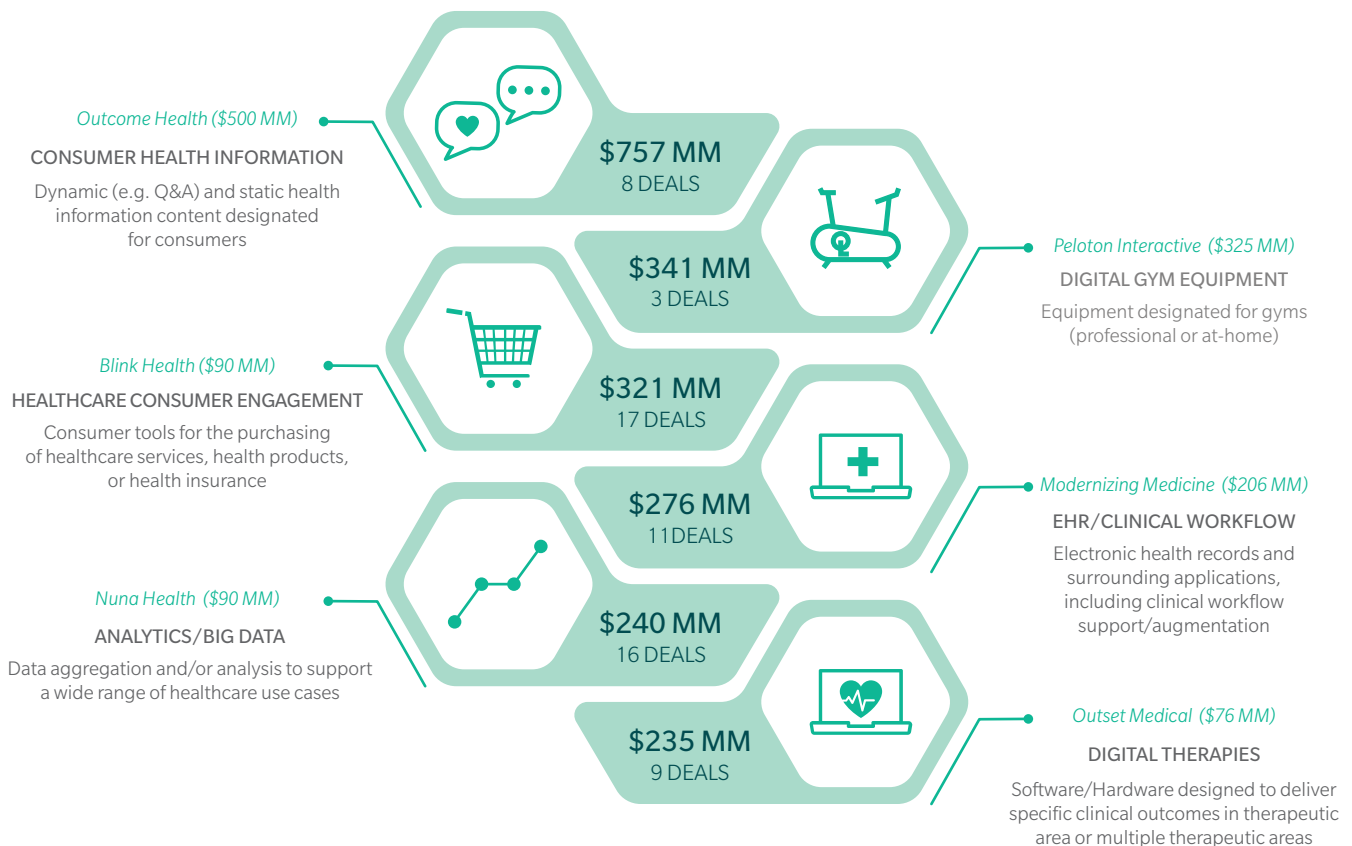 Outcome Health ($500 MM)
CONSUMER HEALTH INFORMATION
Dynamic (e.g. Q&A) and static health
information content designated
for consumers
$757 MM
8 DEALS
$341 MM
3 DEALS
Peloton Interactive ($325 MM)
DIGITAL GYM EQUIPMENT
Equipment designated for gyms
(professional or at-home)
Blink Health ($90 MM)
HEALTHCARE CONSUMER ENGAGEMENT
Consumer tools for the purchasing
of healthcare services, health products,
or health insurance
$321 MM
17 DEALS
$276 MM
11DEALS
Modernizing Medicine ($206 MM)
EHR/CLINICAL WORKFLOW
Electronic health records and
surrounding applications,
including clinical workflow
support/augmentation
Nuna Health ($90 MM)
ANALYTICS/BIG DATA
Data aggregation and/or analysis to support
a wide range of healthcare use cases
$240 MM
16 DEALS
$235 MM
9 DEALS
Outset Medical ($76 MM)
DIGITAL THERAPIES
Software/Hardware designed to deliver
specific clinical outcomes in therapeutic
area or multiple therapeutic areas